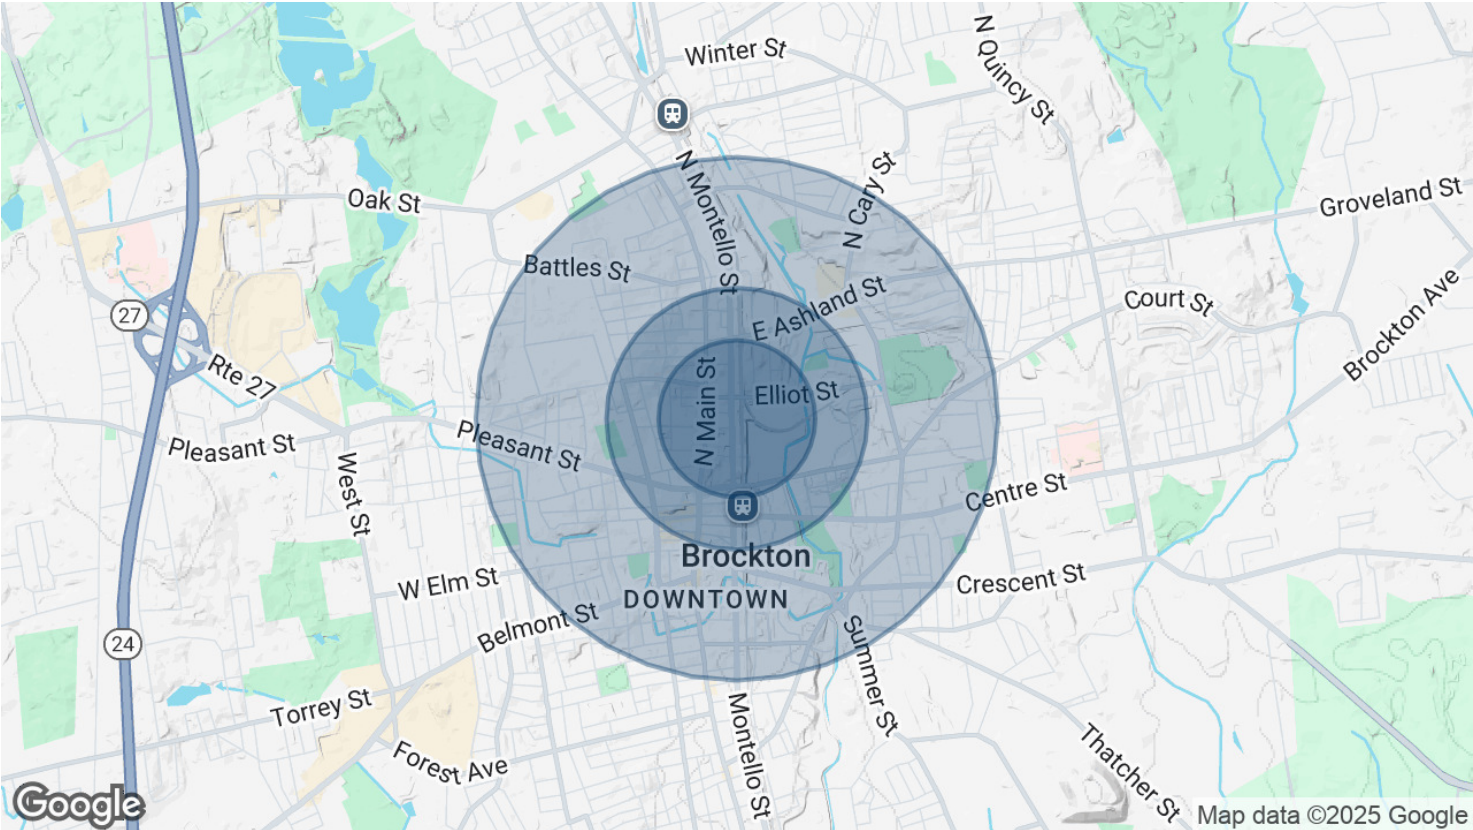 Winter St
N Quincy St
N Montello St
N Cary St
Oak St
Groveland St
Battles St
E Ashland St
Court St
Brockton Ave
27
Rte 27
N Main St
Elliot St
Pleasant St
Pleasant St
West St
Centre St
Brockton
W Elm St
DOWNTOWN
Crescent St
Belmont St
24
Summer St
Torrey St
Montello St
Forest Ave
Thatcher St
Google
Map data ©2025 Google